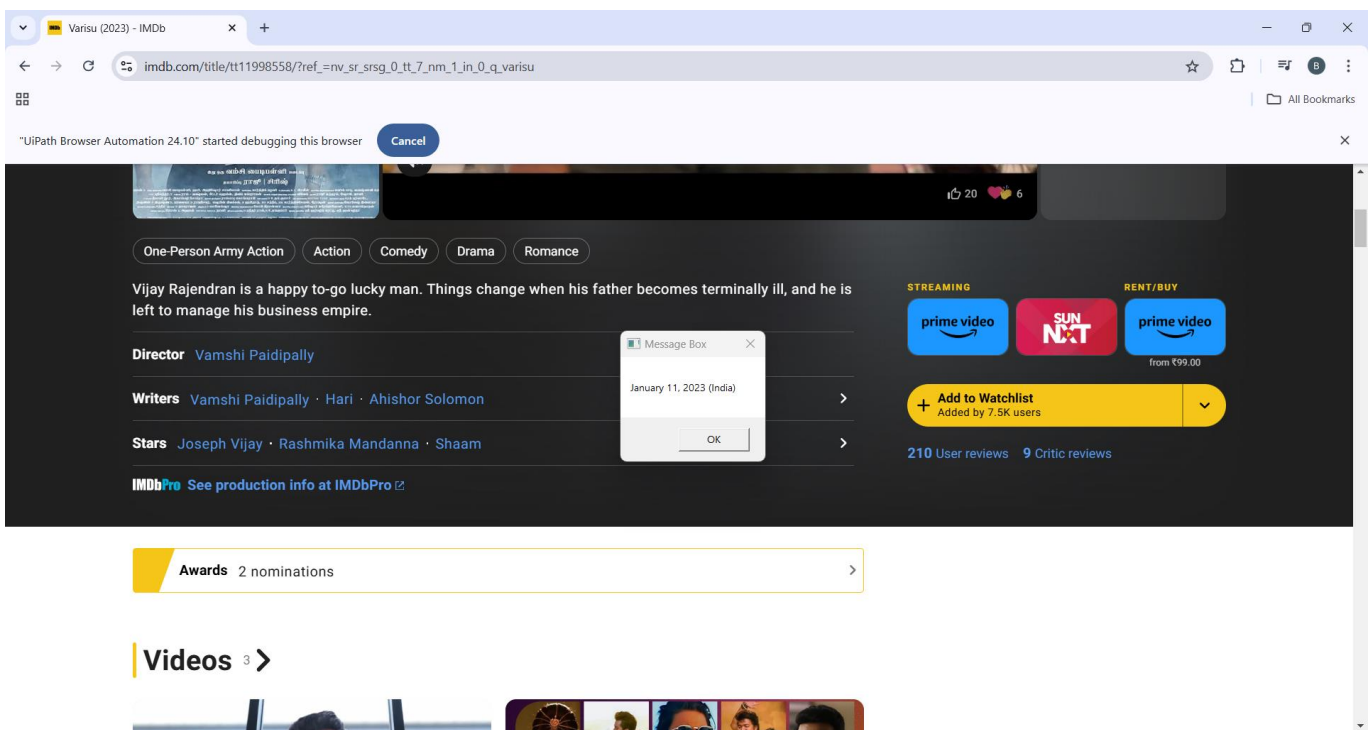 Varisu (2023) - IMDb
imdb.com/title/tt11998558/?ref_=nv_sr_srsg_0_tt_7_nm_1_in_0_q_varisu
B
All Bookmarks
"UiPath Browser Automation 24.10" started debugging this browser
Cancel
20
6
One-Person Army Action
Action
Comedy
Drama
Romance
Vijay Rajendran is a happy to-go lucky man. Things change when his father becomes terminally ill, and he is
left to manage his business empire.
Director Vamshi Paidipally
Writers Vamshi Paidipally · Hari · Ahishor Solomon
Stars Joseph Vijay · Rashmika Mandanna · Shaam
IMDbPro See production info at IMDbPro
STREAMING
RENT/BUY
prime video
SUN NXT
prime video
from ₹99.00
Add to Watchlist
Added by 7.5K users
210 User reviews 9 Critic reviews
Message Box
January 11, 2023 (India)
OK
Awards 2 nominations
Videos 3